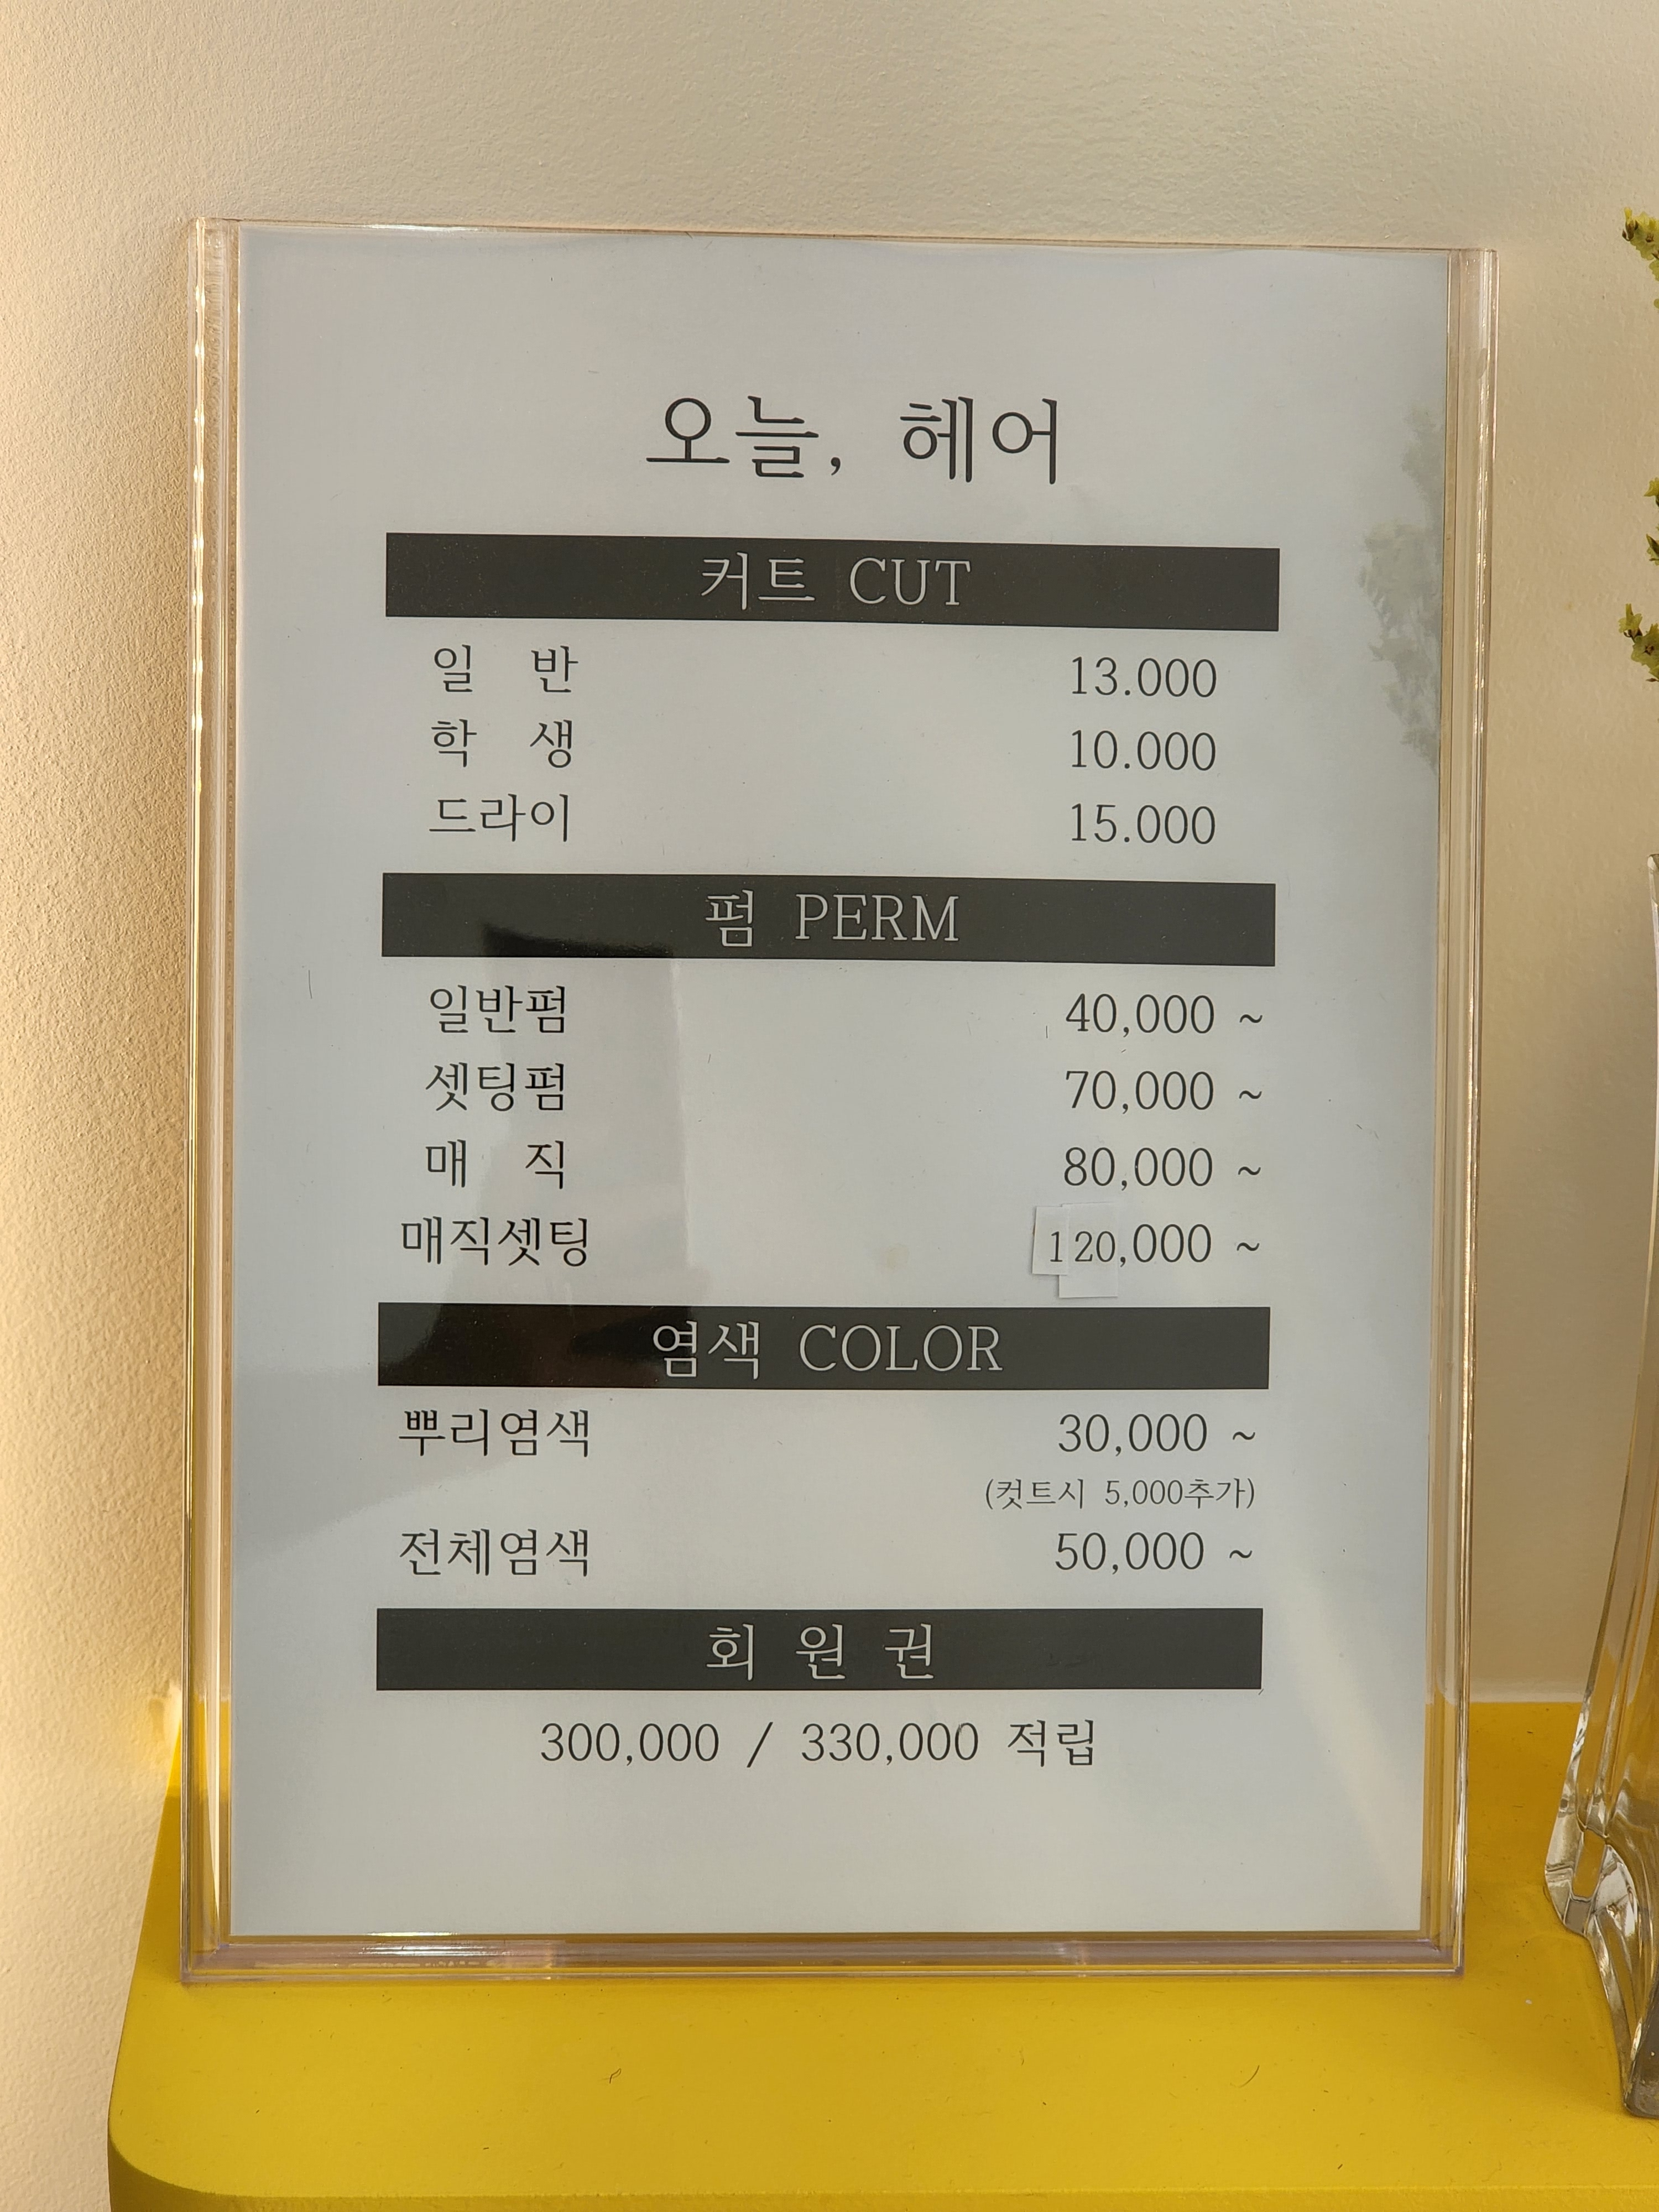 오늘, 헤어
커트 CUT
일 반 13.000
학 생 10.000
드라이 15.000
펌 PERM
일반펌 40,000 ~
셋팅펌 70,000 ~
매 직 80,000 ~
매직셋팅 120,000 ~
염색 COLOR
뿌리염색 30,000 ~
(컷트시 5,000추가)
전체염색 50,000 ~
회 원 권
300,000 / 330,000 적립